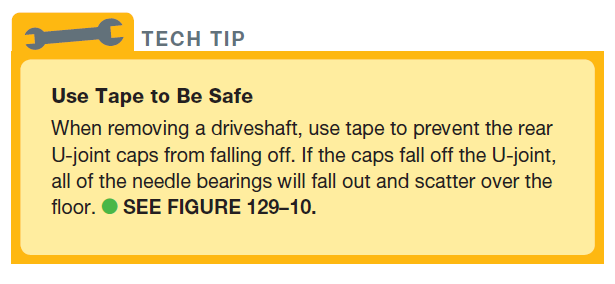 TECH TIP
Use Tape to Be Safe
When removing a driveshaft, use tape to prevent the rear
U-joint caps from falling off. If the caps fall off the U-joint,
all of the needle bearings will fall out and scatter over the
floor. ● SEE FIGURE 129–10.